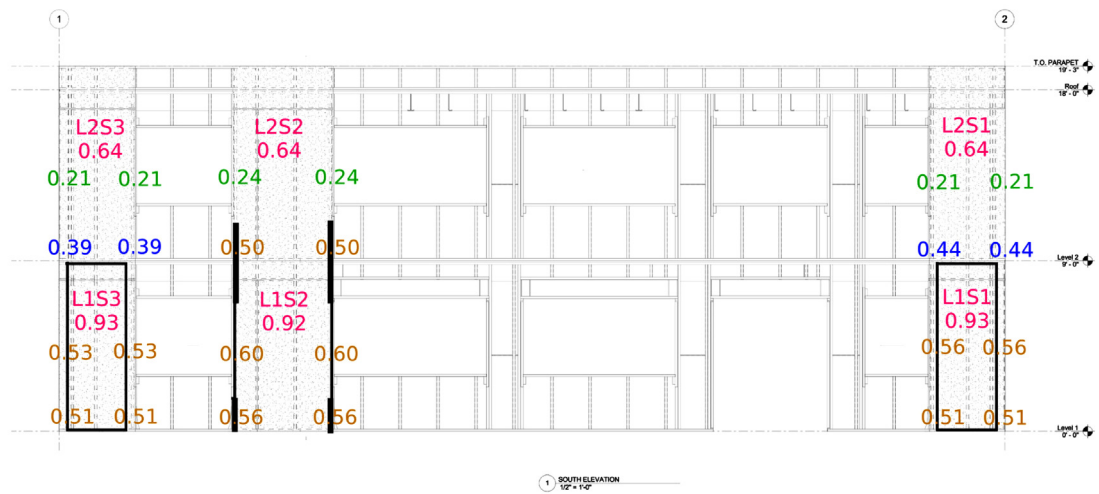 1
2
T.O. PARAPET
19' - 3"
Roof
18' - 0"
L2S3
0.64
L2S2
0.64
L2S1
0.64
0.21
0.21
0.24
0.24
0.21
0.21
0.39
0.39
0.50
0.50
0.44
0.44
Level 2
9' - 0"
L1S3
0.93
L1S2
0.92
L1S1
0.93
0.53
0.53
0.60
0.60
0.56
0.56
0.51
0.51
0.56
0.56
0.51
0.51
Level 1
0' - 0"
1
SOUTH ELEVATION
1/2" = 1'-0"